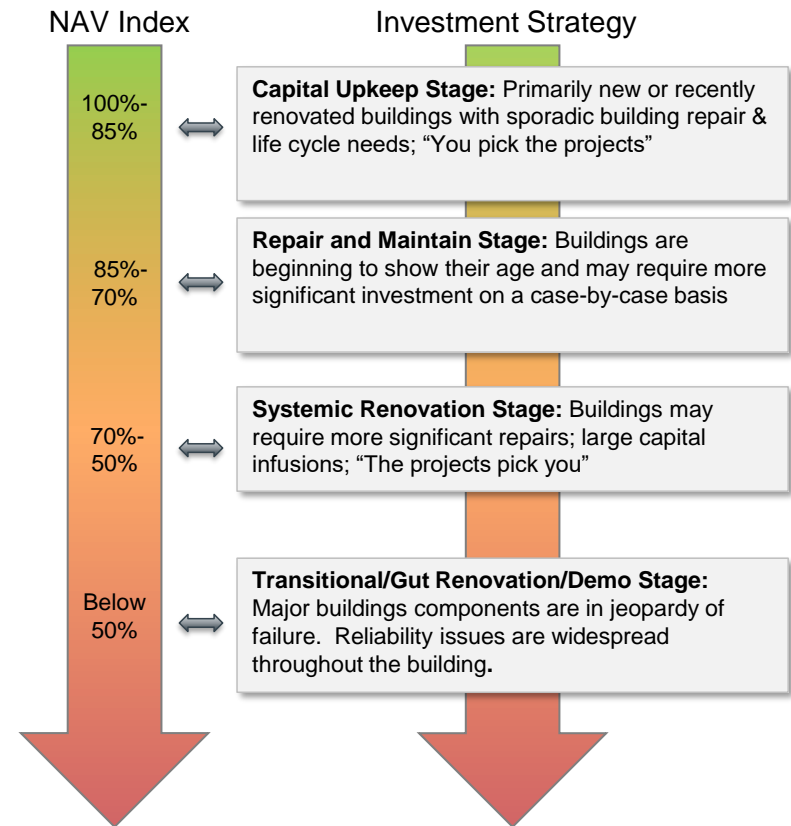 NAV Index
Investment Strategy
100%-
85%
Capital Upkeep Stage: Primarily new or recently
renovated buildings with sporadic building repair &
life cycle needs; “You pick the projects”
85%-
70%
Repair and Maintain Stage: Buildings are
beginning to show their age and may require more
significant investment on a case-by-case basis
70%-
50%
Systemic Renovation Stage: Buildings may
require more significant repairs; large capital
infusions; “The projects pick you”
Below
50%
Transitional/Gut Renovation/Demo Stage:
Major buildings components are in jeopardy of
failure.  Reliability issues are widespread
throughout the building.